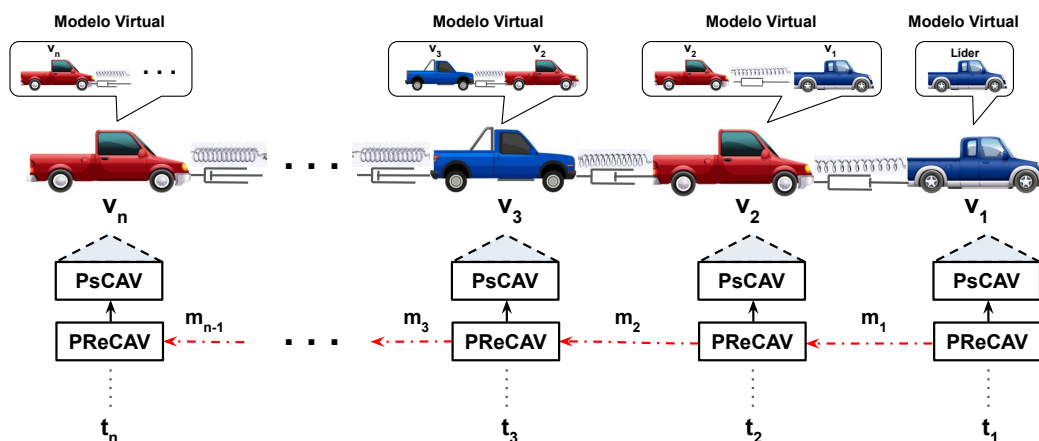 Modelo Virtual Modelo Virtual Modelo Virtual Modelo Virtual
vn v3 v2 v2 v1 Líder
. . .
. . .
vn v3 v2 v1
PsCAV PsCAV PsCAV PsCAV
mn-1 m3 m2 m1
PReCAV . . . PReCAV PReCAV PReCAV
tn t3 t2 t1